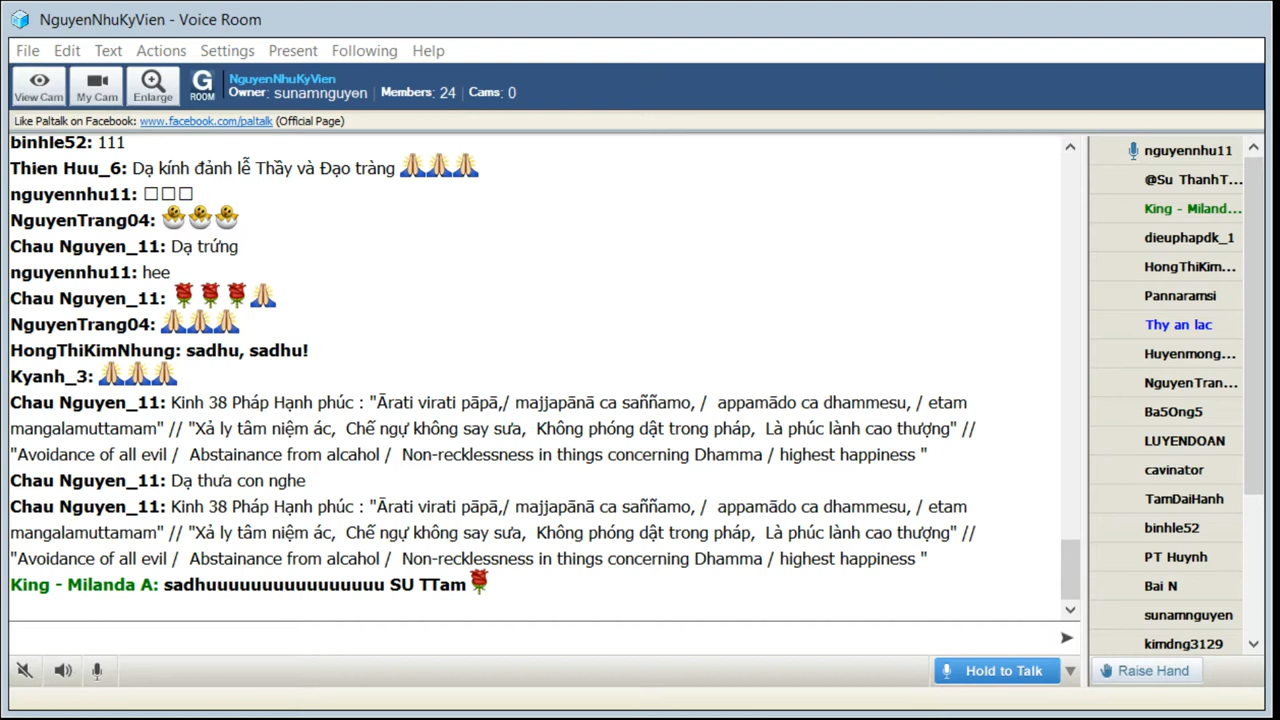 NguyenNhuKyVien - Voice Room
File Edit Text Actions Settings Present Following Help
View Cam My Cam Enlarge G ROOM
NguyenNhuKyVien
Owner: sunamnguyen | Members: 24 | Cams: 0
Like Paltalk on Facebook: www.facebook.com/paltalk (Official Page)
binhle52: 111
Thien Huu_6: Dạ kính đảnh lễ Thầy và Đạo tràng
nguyennhu11: □□□
NguyenTrang04:
Chau Nguyen_11: Dạ trứng
nguyennhu11: hee
Chau Nguyen_11:
NguyenTrang04:
HongThiKimNhung: sadhu, sadhu!
Kyanh_3:
Chau Nguyen_11: Kinh 38 Pháp Hạnh phúc : "Ārati virati pāpā,/ majjapānā ca saññamo, / appamādo ca dhammesu, / etam
mangalamuttamam" // "Xả ly tâm niệm ác, Chế ngự không say sưa, Không phóng dật trong pháp, Là phúc lành cao thượng" //
"Avoidance of all evil / Abstainance from alcahol / Non-recklessness in things concerning Dhamma / highest happiness "
Chau Nguyen_11: Dạ thưa con nghe
Chau Nguyen_11: Kinh 38 Pháp Hạnh phúc : "Ārati virati pāpā,/ majjapānā ca saññamo, / appamādo ca dhammesu, / etam
mangalamuttamam" // "Xả ly tâm niệm ác, Chế ngự không say sưa, Không phóng dật trong pháp, Là phúc lành cao thượng" //
"Avoidance of all evil / Abstainance from alcahol / Non-recklessness in things concerning Dhamma / highest happiness "
King - Milanda A: sadhuuuuuuuuuuuuuuuu SU TTam
Hold to Talk
nguyennhu11
@Su ThanhT...
King - Miland...
dieuphapdk_1
HongThiKim...
Pannaramsi
Thy an lac
Huyenmong...
NguyenTran...
Ba5Ong5
LUYENDOAN
cavinator
TamDaiHanh
binhle52
PT Huynh
Bai N
sunamnguyen
kimdng3129
Raise Hand